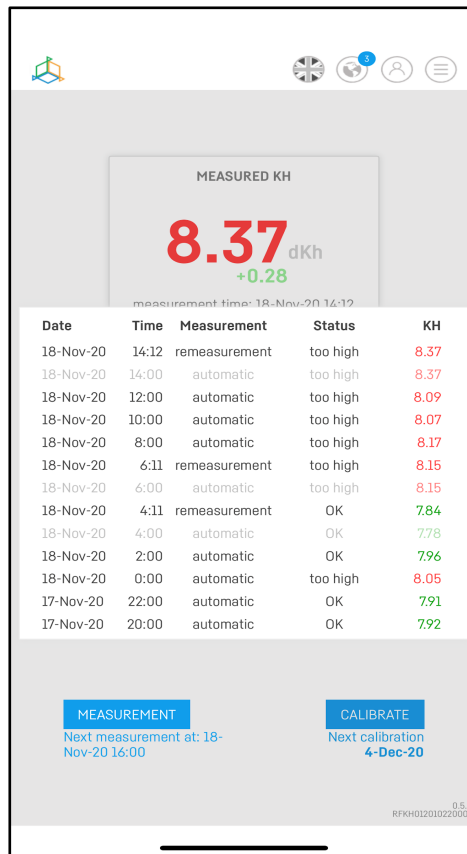 3
MEASURED KH
8.37 dKh
+0.28
measurement time: 18-Nov-20 14:12
Date Time Measurement Status KH
18-Nov-20 14:12 remeasurement too high 8.37
18-Nov-20 14:00 automatic too high 8.37
18-Nov-20 12:00 automatic too high 8.09
18-Nov-20 10:00 automatic too high 8.07
18-Nov-20 8:00 automatic too high 8.17
18-Nov-20 6:11 remeasurement too high 8.15
18-Nov-20 6:00 automatic too high 8.15
18-Nov-20 4:11 remeasurement OK 7.84
18-Nov-20 4:00 automatic OK 7.78
18-Nov-20 2:00 automatic OK 7.96
18-Nov-20 0:00 automatic too high 8.05
17-Nov-20 22:00 automatic OK 7.91
17-Nov-20 20:00 automatic OK 7.92
MEASUREMENT
Next measurement at: 18-
Nov-20 16:00
CALIBRATE
Next calibration
4-Dec-20
0.5.
RFKH01201022000